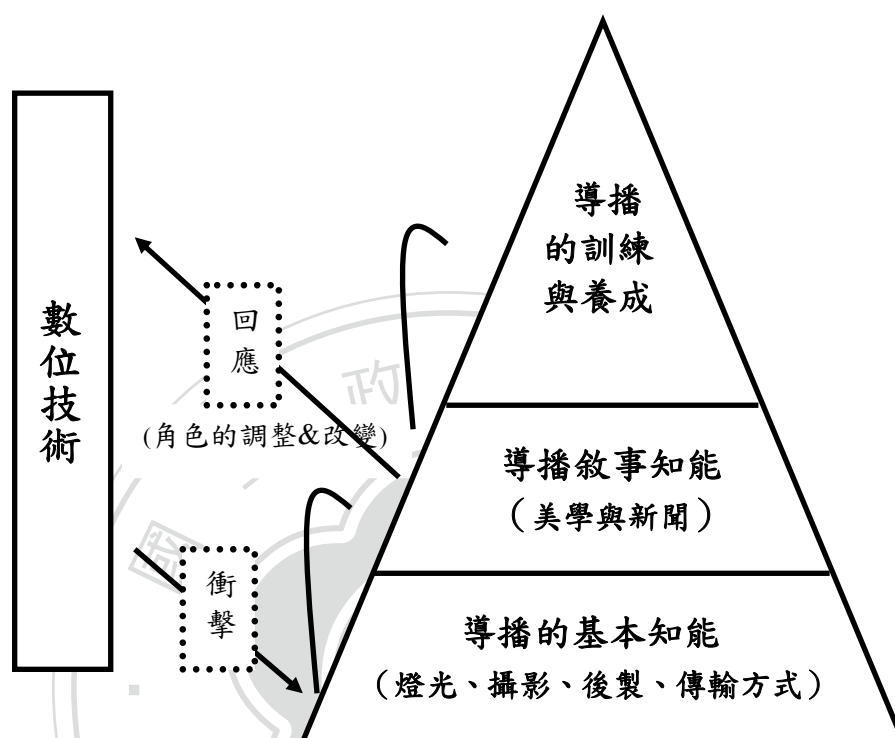 導播
的訓練
與養成
數位技術
回應
(角色的調整&改變)
導播敘事知能
（美學與新聞）
衝擊
導播的基本知能
（燈光、攝影、後製、傳輸方式）
國
政